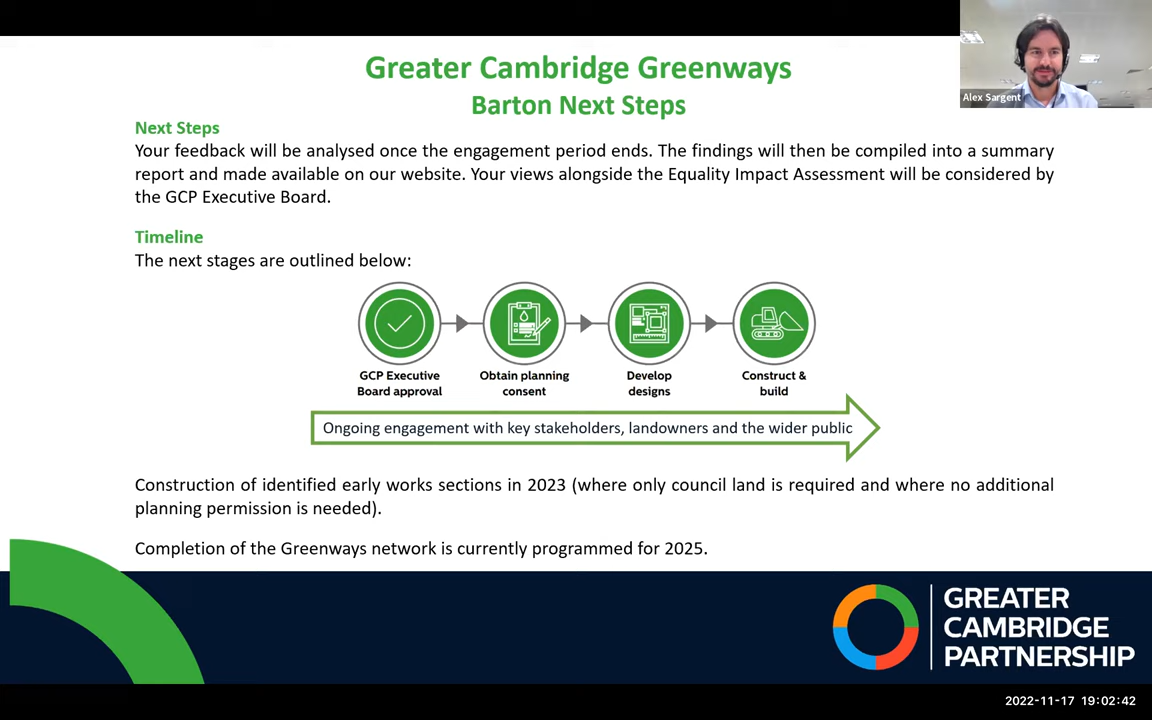 Greater Cambridge Greenways
Barton Next Steps
Alex Sargent
Next Steps
Your feedback will be analysed once the engagement period ends. The findings will then be compiled into a summary
report and made available on our website. Your views alongside the Equality Impact Assessment will be considered by
the GCP Executive Board.
Timeline
The next stages are outlined below:
GCP Executive
Board approval
Obtain planning
consent
Develop
designs
Construct &
build
Ongoing engagement with key stakeholders, landowners and the wider public
Construction of identified early works sections in 2023 (where only council land is required and where no additional
planning permission is needed).
Completion of the Greenways network is currently programmed for 2025.
GREATER
CAMBRIDGE
PARTNERSHIP
2022-11-17 19:02:42